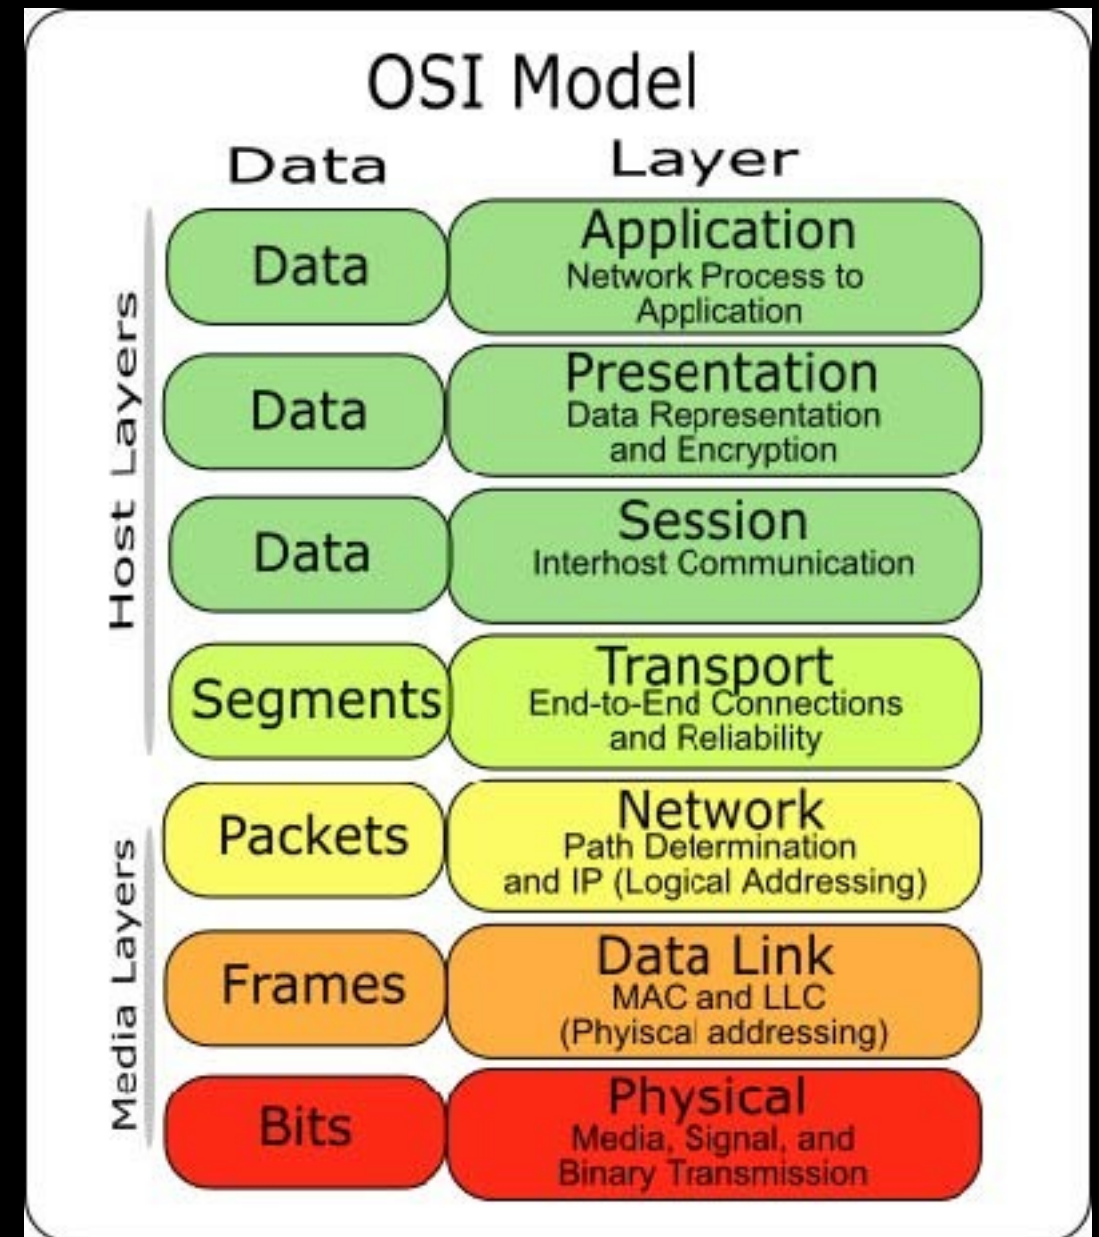 OSI Model
Data Layer
Host Layers
Data
Application
Network Process to
Application
Data
Presentation
Data Representation
and Encryption
Data
Session
Interhost Communication
Segments
Transport
End-to-End Connections
and Reliability
Media Layers
Packets
Network
Path Determination
and IP (Logical Addressing)
Frames
Data Link
MAC and LLC
(Phyiscal addressing)
Bits
Physical
Media, Signal, and
Binary Transmission